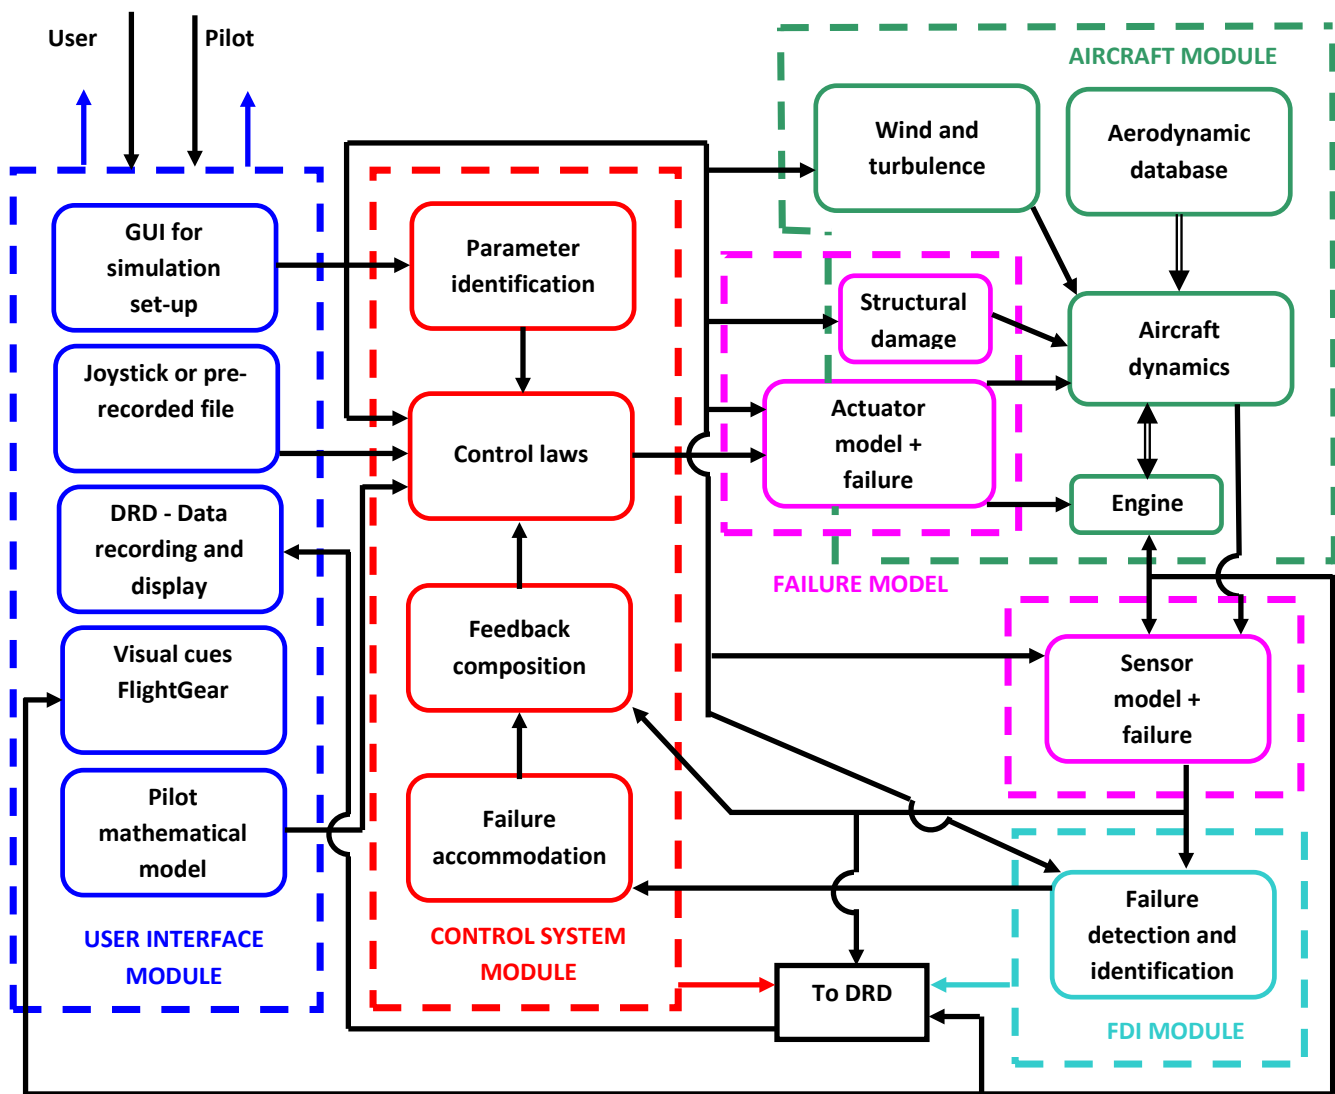 User
Pilot
AIRCRAFT MODULE
Wind and
turbulence
Aerodynamic
database
GUI for
simulation
set-up
Parameter
identification
Structural
damage
Aircraft
dynamics
Joystick or pre-
recorded file
Control laws
Actuator
model +
failure
Engine
DRD - Data
recording and
display
FAILURE MODEL
Visual cues
FlightGear
Feedback
composition
Sensor
model +
failure
Pilot
mathematical
model
Failure
accommodation
Failure
detection and
identification
USER INTERFACE
MODULE
CONTROL SYSTEM
MODULE
To DRD
FDI MODULE